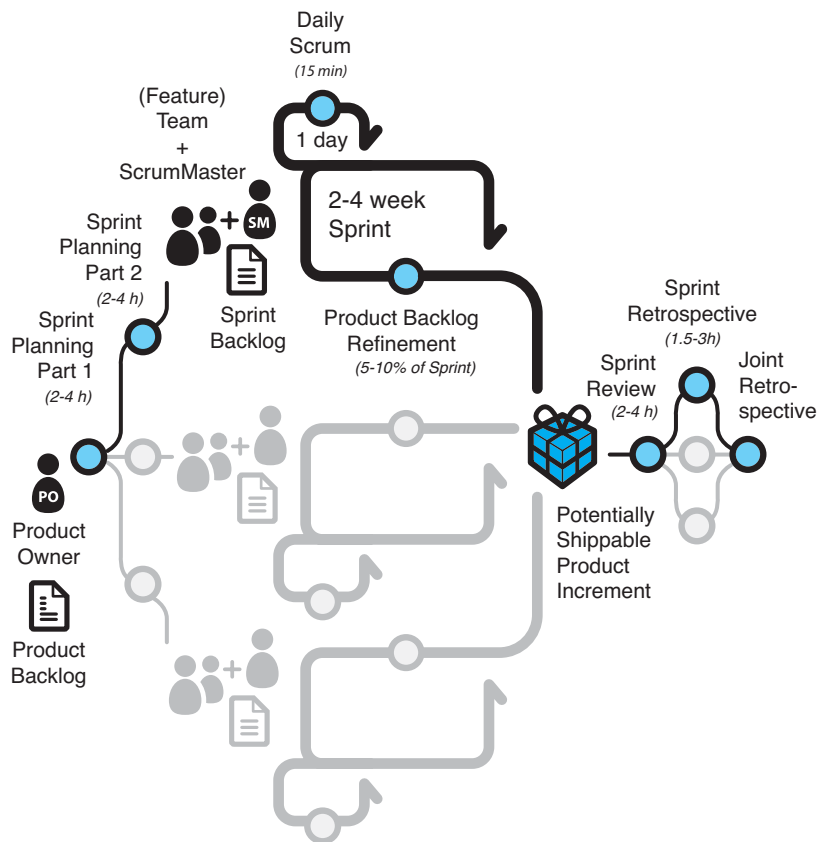 Daily
Scrum
(15 min)
1 day
(Feature)
Team
+
ScrumMaster
+
SM
Sprint
Planning
Part 2
(2-4 h)
Sprint
Backlog
2-4 week
Sprint
Sprint
Planning
Part 1
(2-4 h)
Product Backlog
Refinement
(5-10% of Sprint)
Sprint
Retrospective
(1.5-3h)
Sprint
Review
(2-4 h)
Joint
Retro-
spective
+
PO
Product
Owner
Product
Backlog
Potentially
Shippable
Product
Increment
+